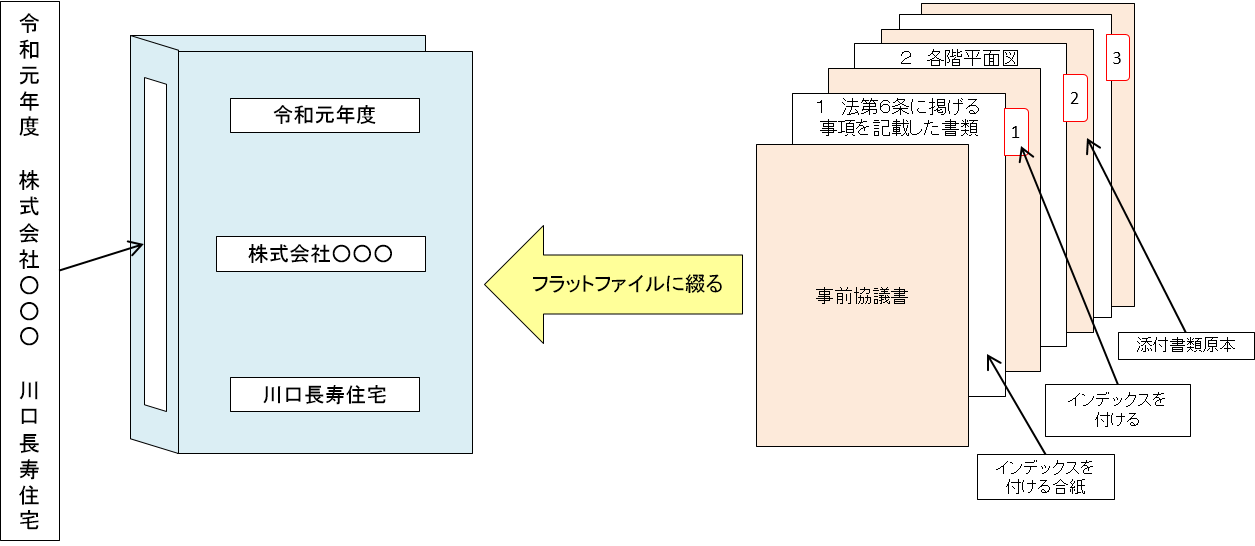 令和元年度　株式会社〇〇〇　川口長寿住宅
令和元年度
株式会社〇〇〇
川口長寿住宅
フラットファイルに綴る
3
２　各階平面図
2
１　法第６条に掲げる
事項を記載した書類
1
事前協議書
添付書類原本
インデックスを
付ける
インデックスを
付ける合紙